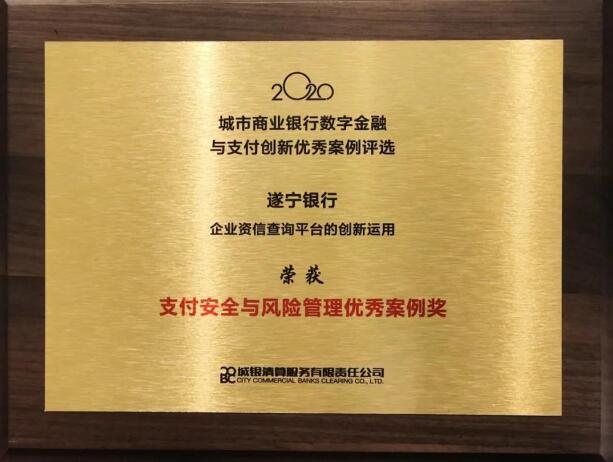 2020
城市商业银行数字金融
与支付创新优秀案例评选
遂宁银行
企业资信查询平台的创新运用
荣获
支付安全与风险管理优秀案例奖
城银清算服务有限责任公司
CITY COMMERCIAL BANKS CLEARING CO., LTD.